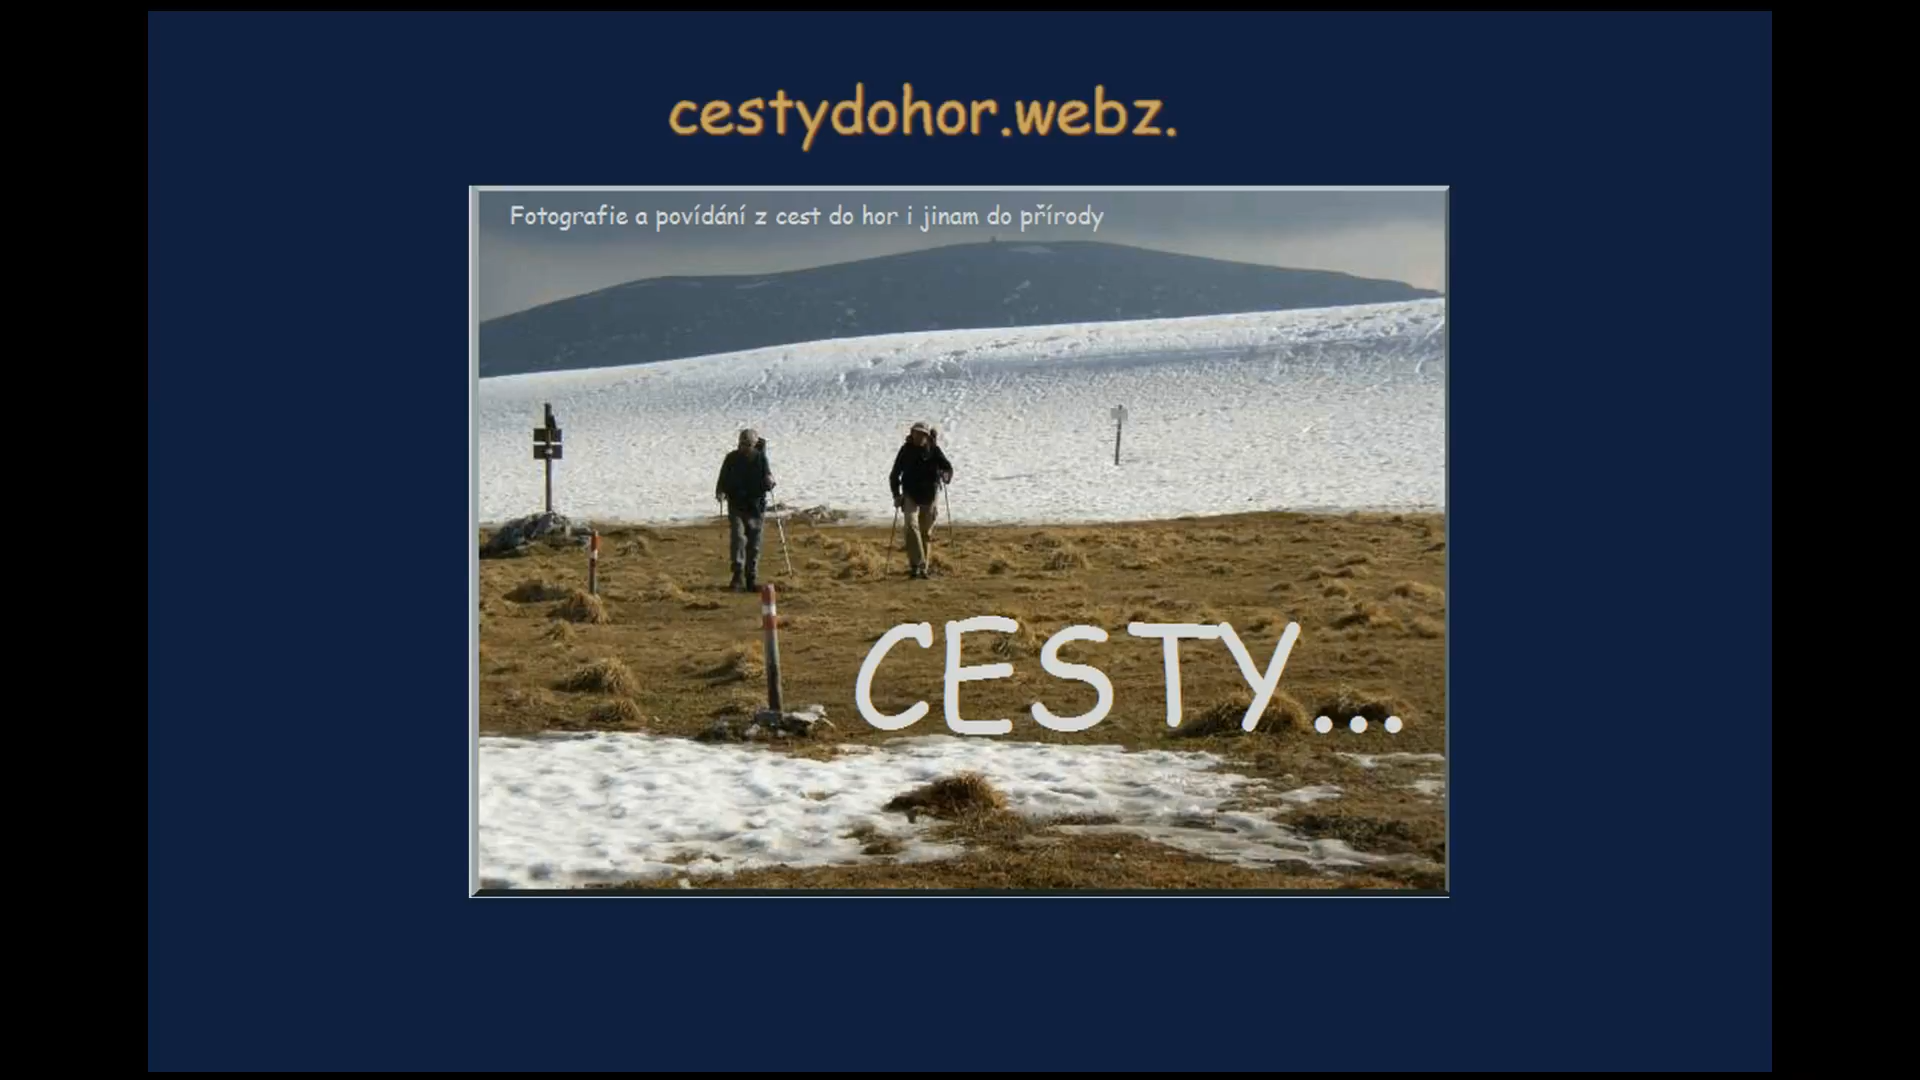 cestydohor.webz.
Fotografie a povídání z cest do hor i jinam do přírody
CESTY...